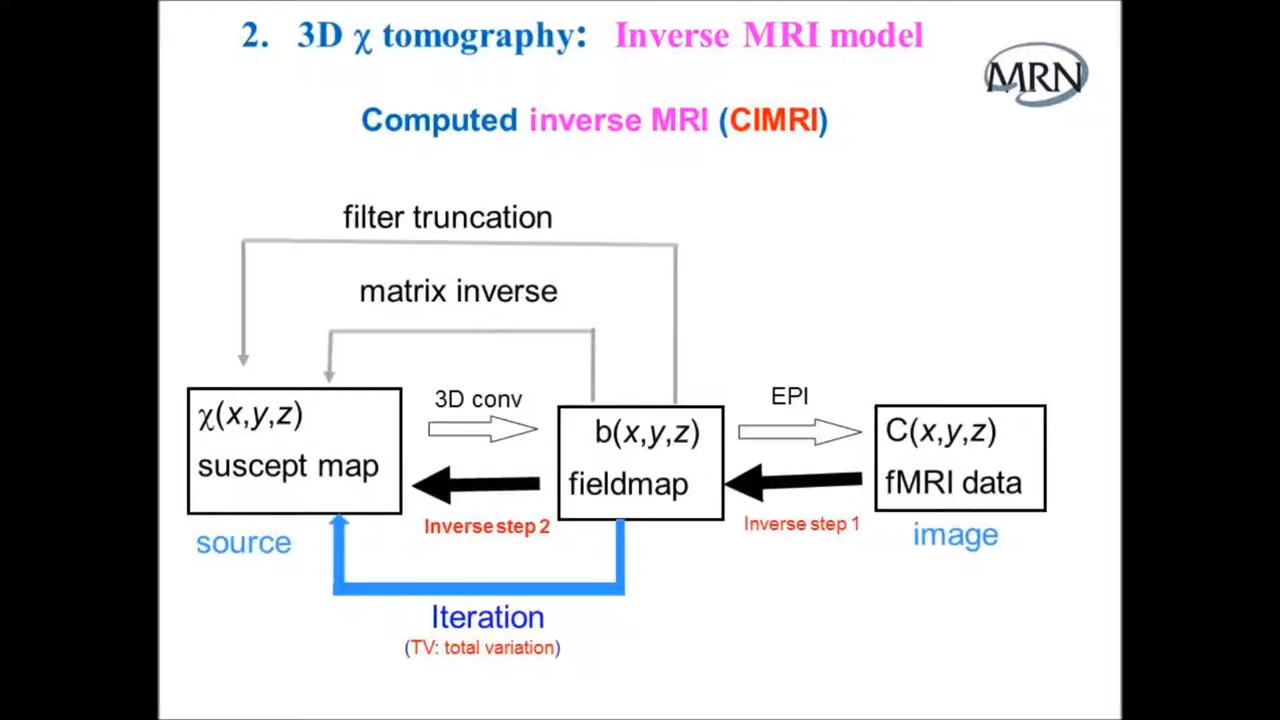 2. 3D χ tomography: Inverse MRI model
MRN
Computed inverse MRI (CIMRI)
filter truncation
matrix inverse
χ(x,y,z)
suscept map
source
3D conv
Inverse step 2
b(x,y,z)
fieldmap
EPI
Inverse step 1
C(x,y,z)
fMRI data
image
Iteration
(TV: total variation)